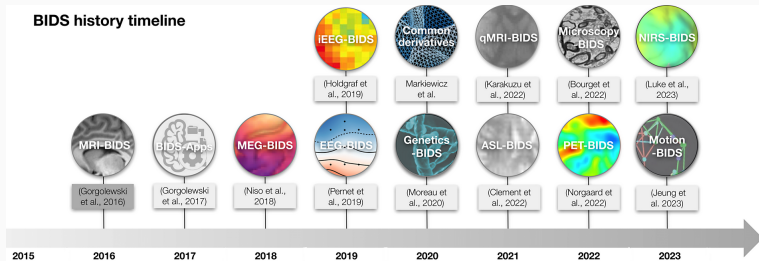 BIDS history timeline
iEEG-BIDS
Common
derivatives
qMRI-BIDS
Microscopy
-BIDS
NIRS-BIDS
(Holdgraf et
al., 2019)
Markiewicz
et al.
(Karakuzu et
al., 2022)
(Bourget et
al., 2022)
(Luke et al.,
2023)
MRI-BIDS
BIDS-Apps
MEG-BIDS
EEG-BIDS
Genetics
-BIDS
ASL-BIDS
PET-BIDS
Motion
-BIDS
(Gorgolewski
et al., 2016)
(Gorgolewski
et al., 2017)
(Niso et al.,
2018)
(Pernet et
al., 2019)
(Moreau et
al., 2020)
(Clement et
al., 2022)
(Norgaard et
al., 2022)
(Jeung et
al. 2023)
2015
2016
2017
2018
2019
2020
2021
2022
2023